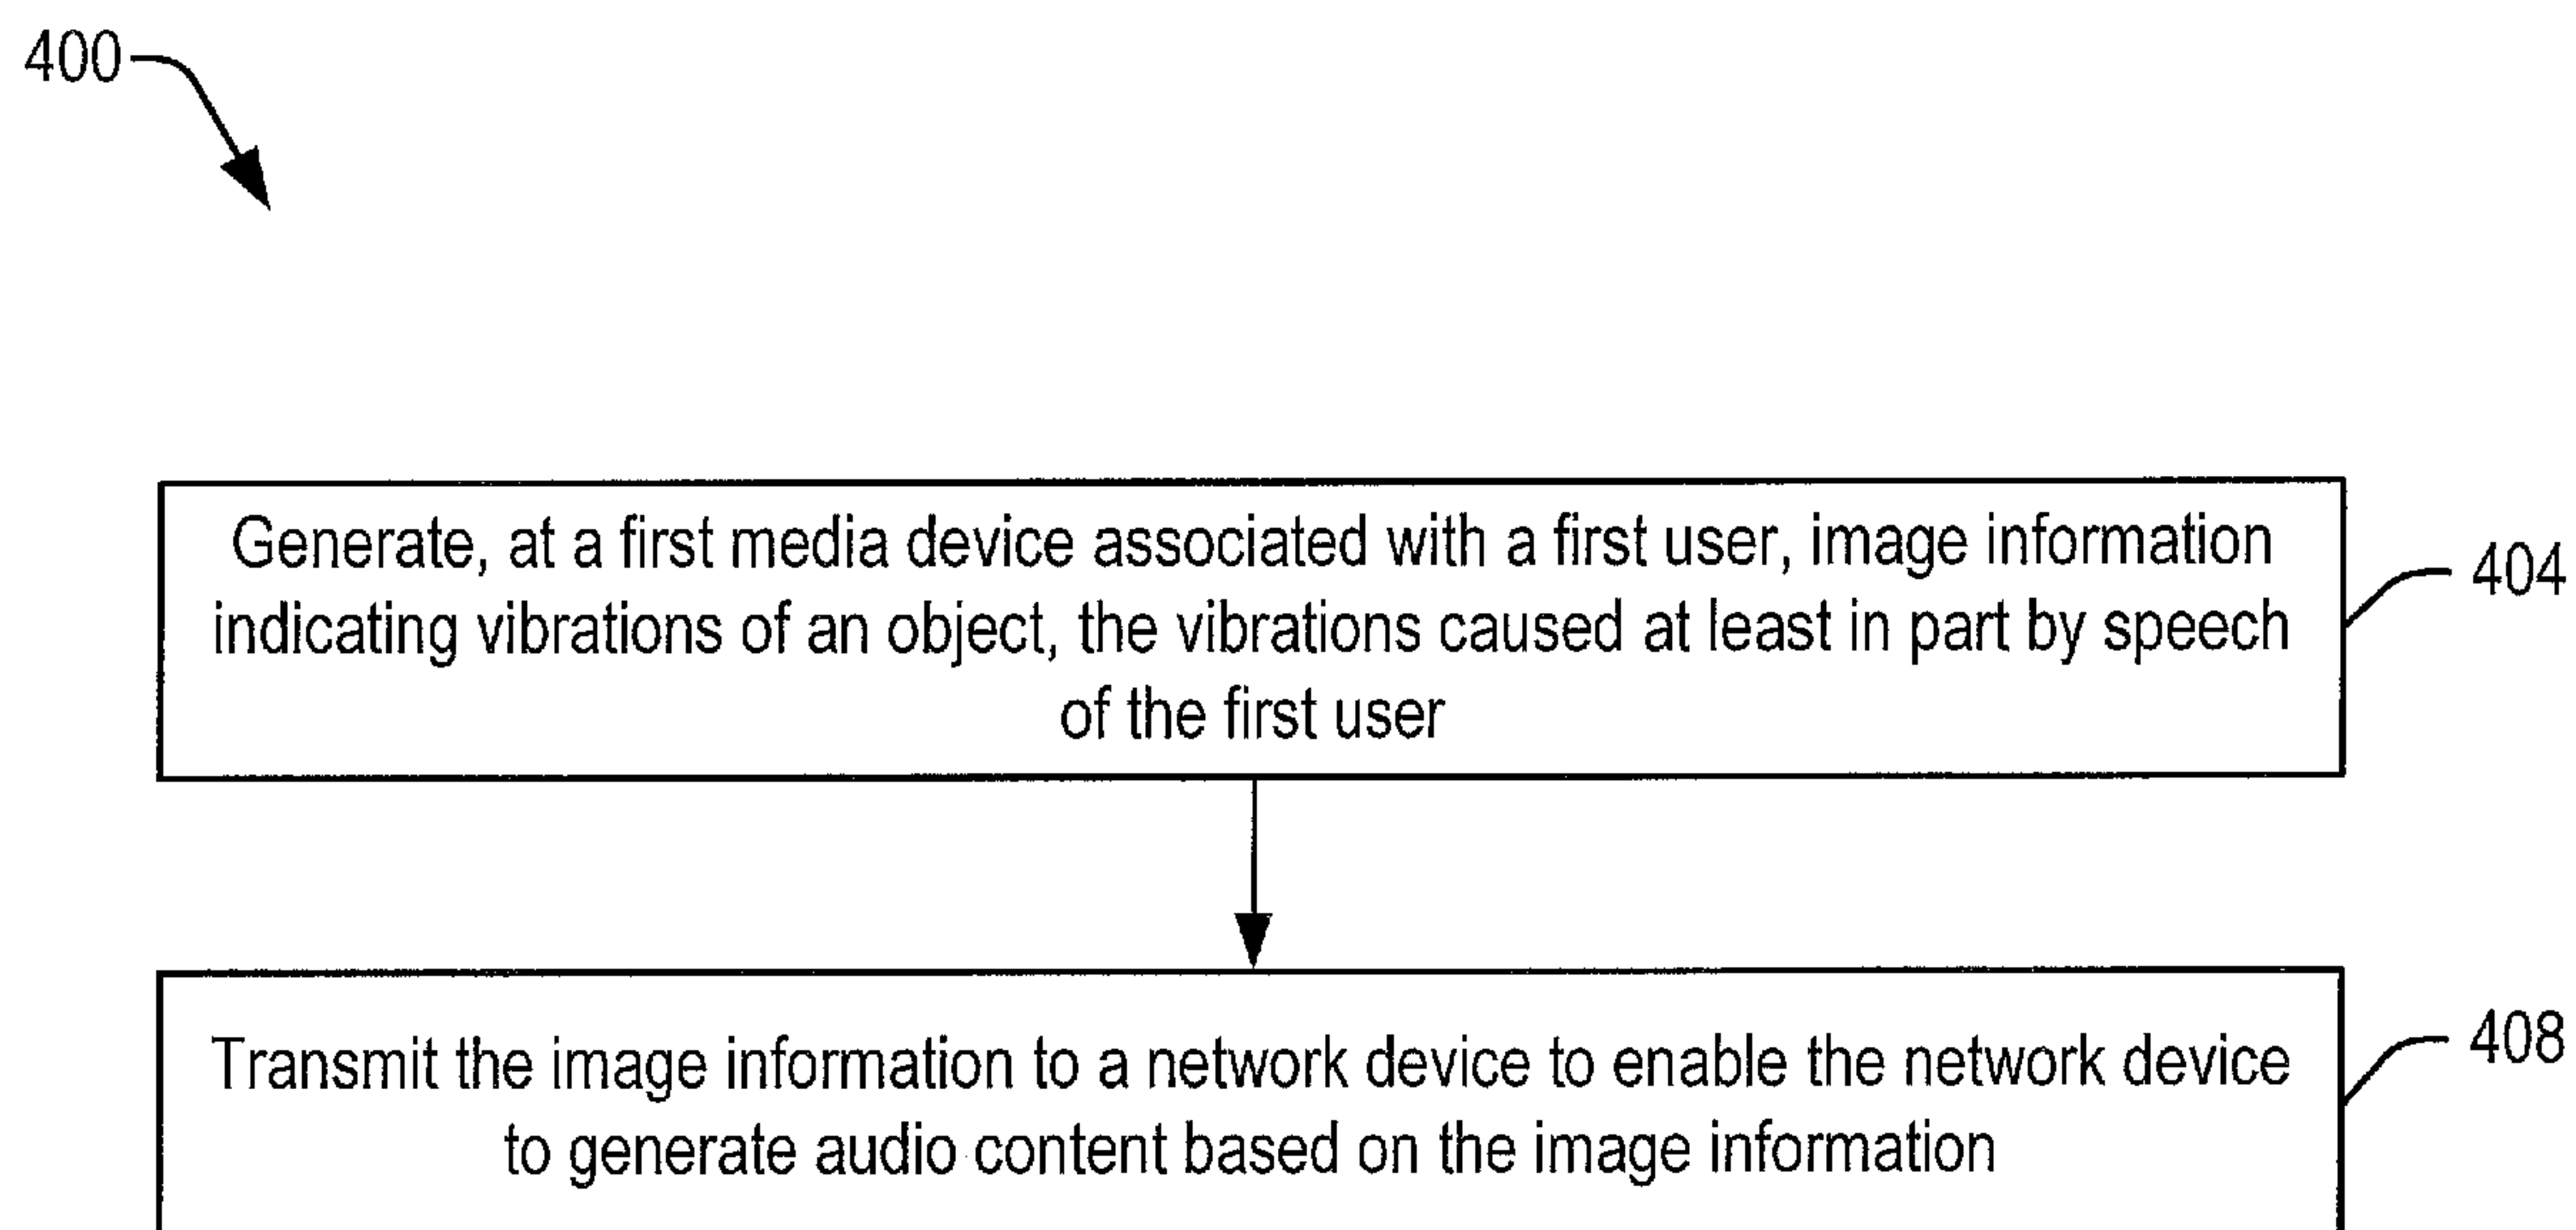 400
Generate, at a first media device associated with a first user, image information
indicating vibrations of an object, the vibrations caused at least in part by speech
of the first user
404
Transmit the image information to a network device to enable the network device
to generate audio content based on the image information
408